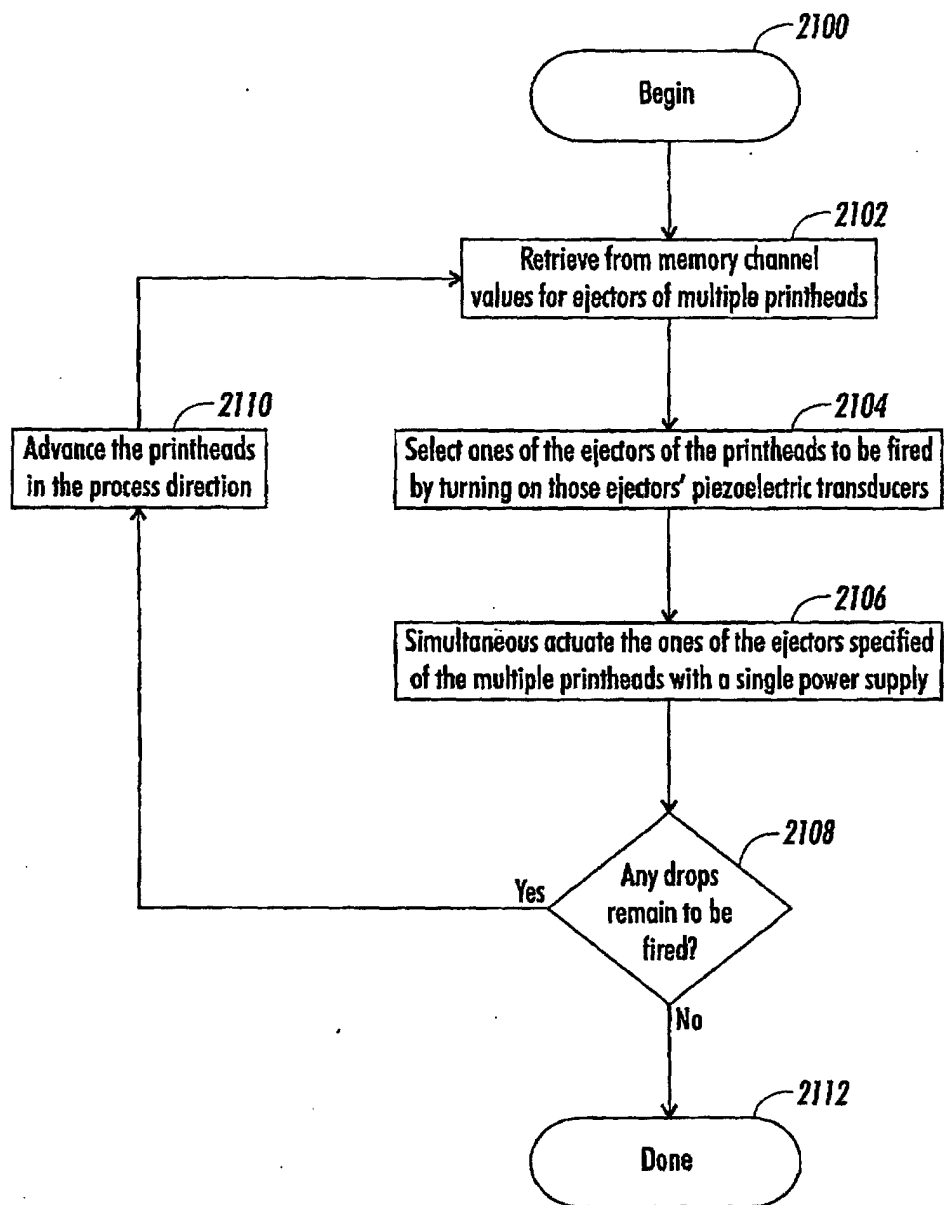 2100
Begin
2102
Retrieve from memory channel
values for ejectors of multiple printheads
2110
Advance the printheads
in the process direction
2104
Select ones of the ejectors of the printheads to be fired
by turning on those ejectors' piezoelectric transducers
2106
Simultaneous actuate the ones of the ejectors specified
of the multiple printheads with a single power supply
2108
Any drops
remain to be
fired?
Yes
No
2112
Done